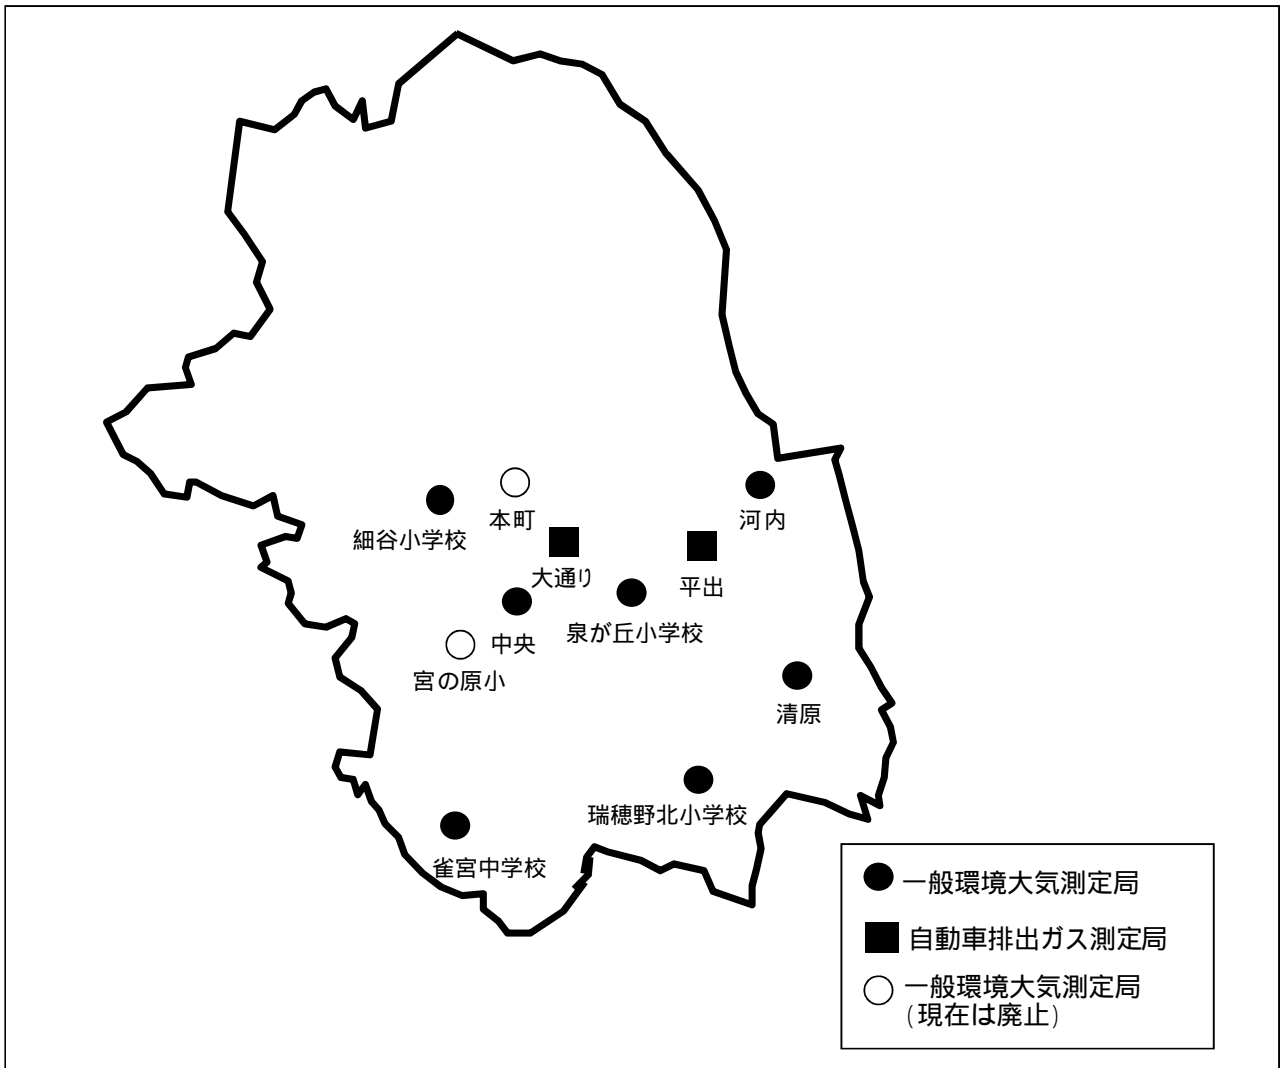 本町
河内
細谷小学校
大通り
平出
泉が丘小学校
中央
宮の原小
清原
瑞穂野北小学校
雀宮中学校
一般環境大気測定局
自動車排出ガス測定局
一般環境大気測定局
(現在は廃止)